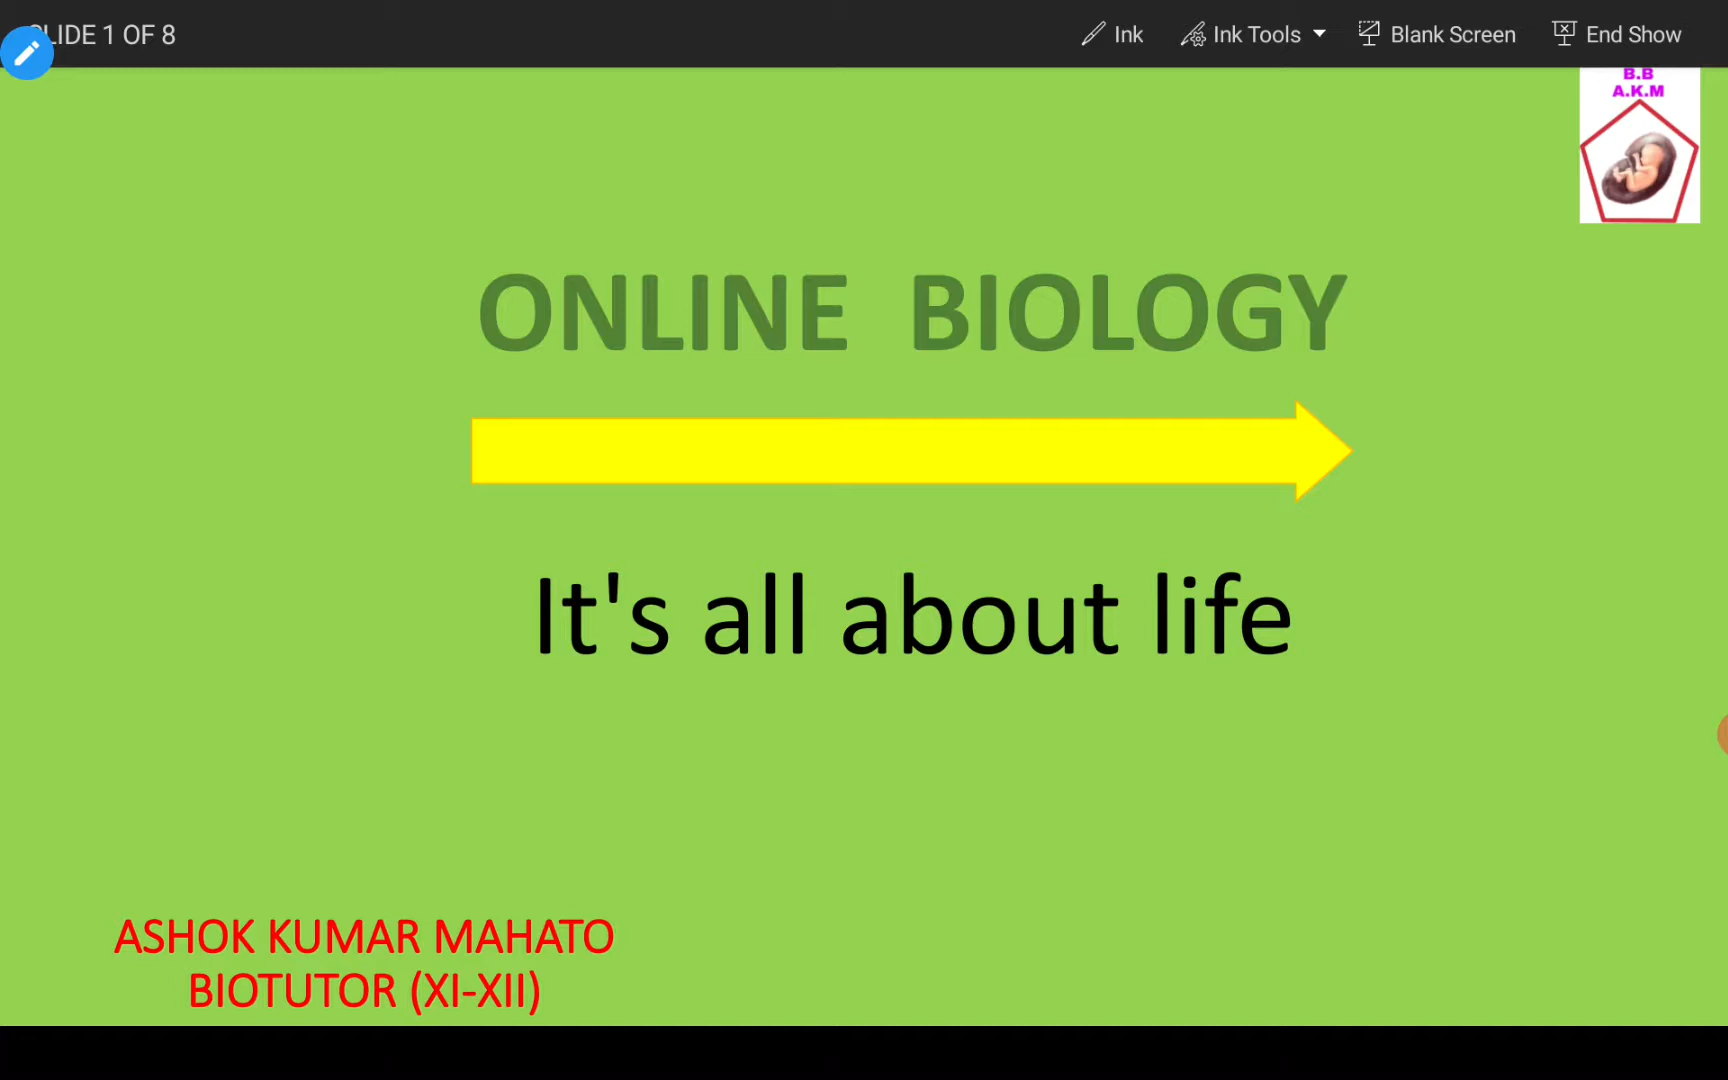 SLIDE 1 OF 8
Ink
Ink Tools
Blank Screen
End Show
B.B
A.K.M
ONLINE BIOLOGY
It's all about life
ASHOK KUMAR MAHATO
BIOTUTOR (XI-XII)